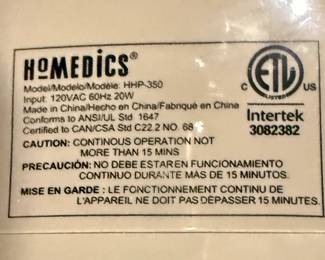 HoMEDiCS®
Model/Modelo/Modèle: HHP-350
Input: 120VAC 60Hz 20W
Made in China/Hecho en China/Fabriqué en Chine
Conforms to ANSI/UL Std 1647
Certified to CAN/CSA Std C22.2 NO. 68
C ETL US
LISTED
Intertek
3082382
CAUTION: CONTINOUS OPERATION NOT
MORE THAN 15 MINS
PRECAUCIÓN: NO DEBE ESTAR EN FUNCIONAMIENTO
CONTINUO DURANTE MÁS DE 15 MINUTOS.
MISE EN GARDE : LE FONCTIONNEMENT CONTINU DE
L'APPAREIL NE DOIT PAS DÉPASSER 15 MINUTES.